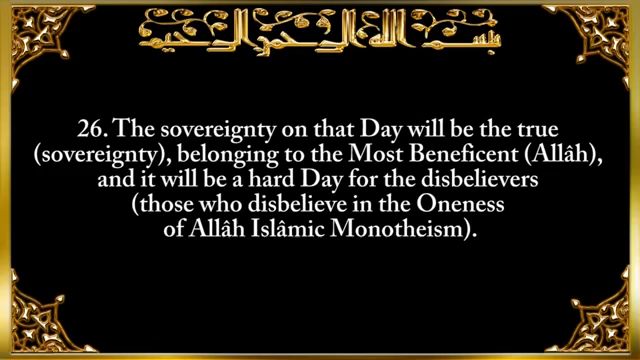 بسم الله الرحمن الرحيم
26. The sovereignty on that Day will be the true
(sovereignty), belonging to the Most Beneficent (Allâh),
and it will be a hard Day for the disbelievers
(those who disbelieve in the Oneness
of Allâh Islâmic Monotheism).